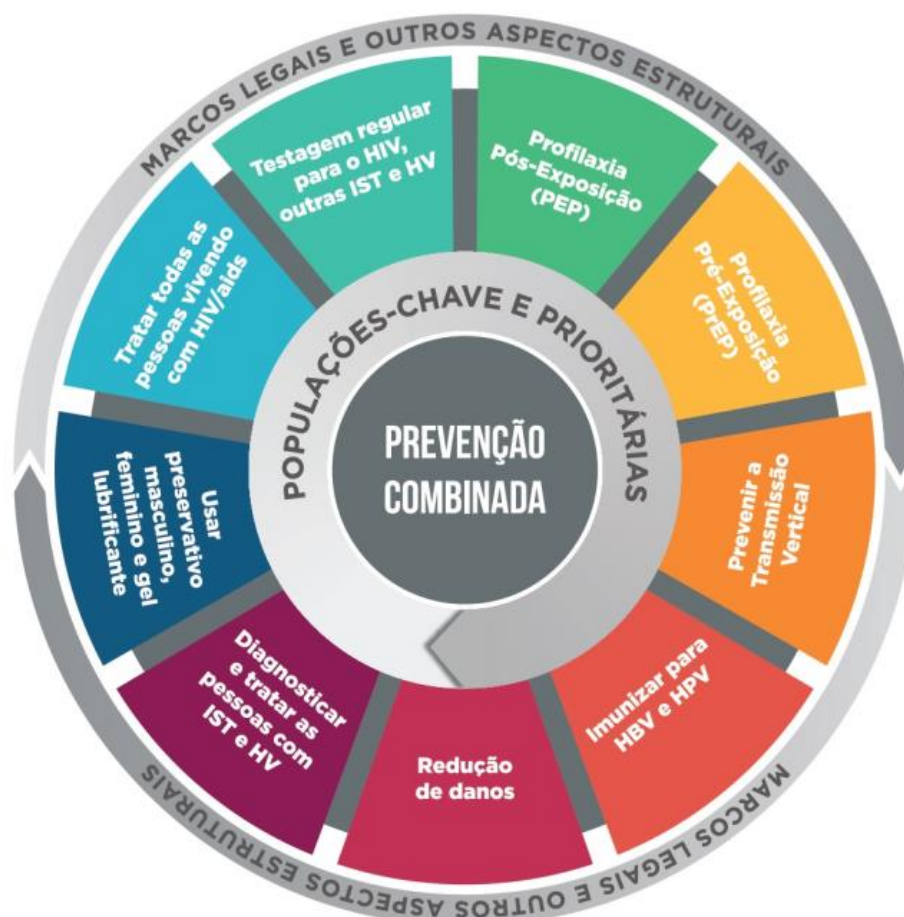 MARCOS LEGAIS E OUTROS ASPECTOS ESTRUTURAIS
Testagem regular
para o HIV,
outras IST e HV
Profilaxia
Pós-Exposição
(PEP)
Profilaxia
Pré-Exposição
(PrEP)
Prevenir a
Transmissão
Vertical
Imunizar para
HBV e HPV
Redução
de danos
Diagnosticar
e tratar as
pessoas com
IST e HV
Usar
preservativo
masculino,
feminino e gel
lubrificante
Tratar todas as
pessoas vivendo
com HIV/aids
POPULAÇÕES-CHAVE E PRIORITÁRIAS
PREVENÇÃO
COMBINADA
MARCOS LEGAIS E OUTROS ASPECTOS ESTRUTURAIS